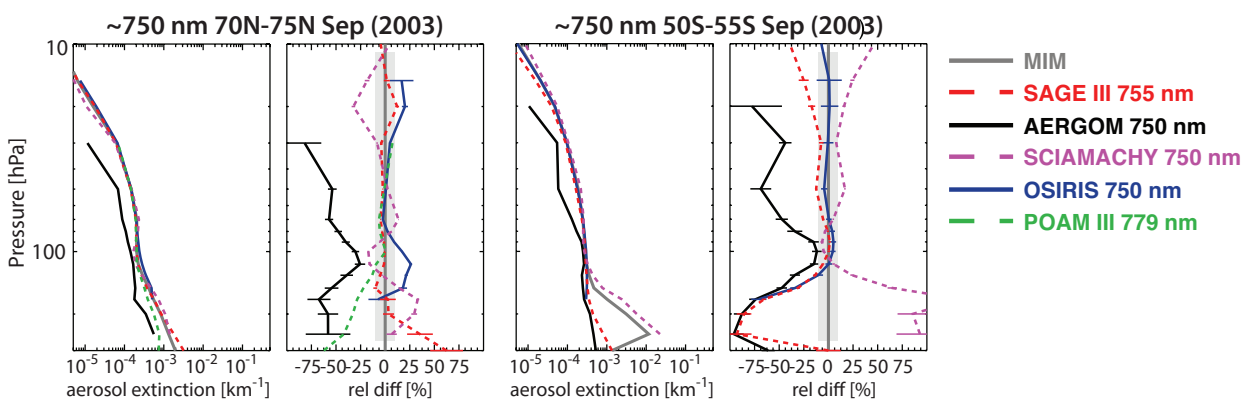 ~750 nm 70N-75N Sep (2003)
~750 nm 50S-55S Sep (2003)
10
100
Pressure [hPa]
10-5 10-4 10-3 10-2 10-1
aerosol extinction [km-1]
-75-50-25 0 25 50 75
rel diff [%]
10-5 10-4 10-3 10-2 10-1
aerosol extinction [km-1]
-75-50-25 0 25 50 75
rel diff [%]
MIM
SAGE III 755 nm
AERGOM 750 nm
SCIAMACHY 750 nm
OSIRIS 750 nm
POAM III 779 nm